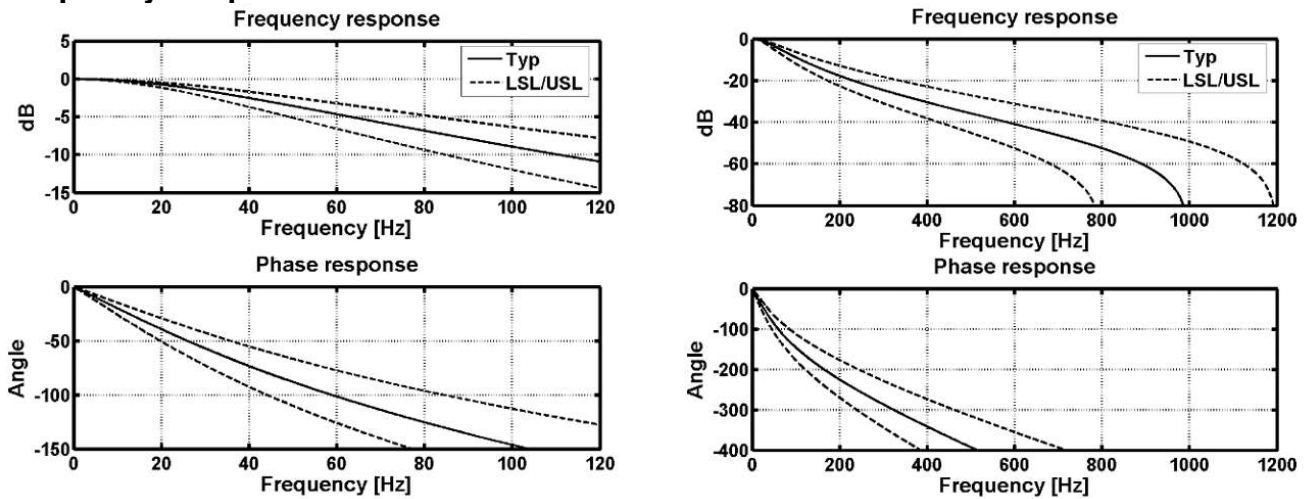 Frequency response
5
0
-5
-10
-15
dB
Typ
LSL/USL
0 20 40 60 80 100 120
Frequency [Hz]
Phase response
0
-50
-100
-150
Angle
0 20 40 60 80 100 120
Frequency [Hz]
Frequency response
0
-20
-40
-60
-80
dB
Typ
LSL/USL
0 200 400 600 800 1000 1200
Frequency [Hz]
Phase response
0
-100
-200
-300
-400
Angle
0 200 400 600 800 1000 1200
Frequency [Hz]